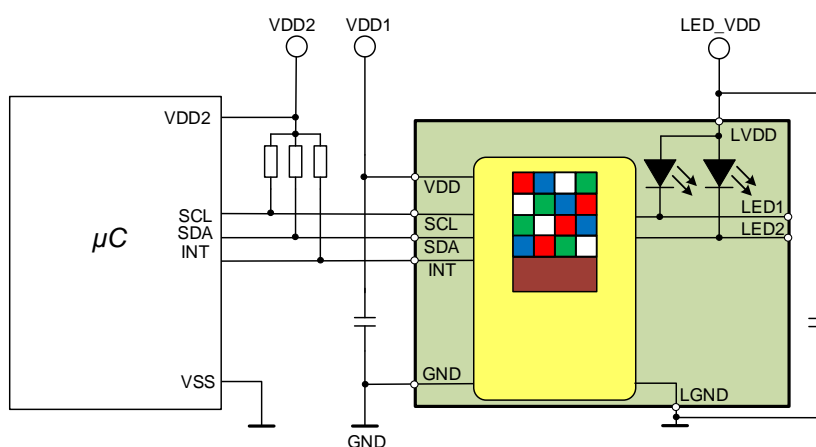 VDD2
VDD1
LED_VDD
VDD2
LVDD
VDD
SCL
LED1
SCL
SDA
LED2
µC
INT
SDA
INT
VSS
GND
LGND
GND